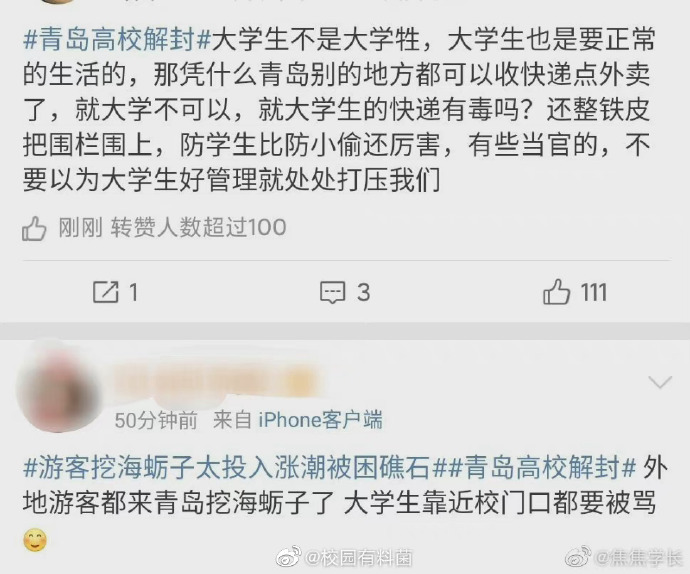 #青岛高校解封#大学生不是大学牲，大学生也是要正常
的生活的，那凭什么青岛别的地方都可以收快递点外卖
了，就大学不可以，就大学生的快递有毒吗？还整铁皮
把围栏围上，防学生比防小偷还厉害，有些当官的，不
要以为大学生好管理就处处打压我们
刚刚 转赞人数超过100
1 3 111
50分钟前 来自 iPhone客户端
#游客挖海蛎子太投入涨潮被困礁石##青岛高校解封# 外
地游客都来青岛挖海蛎子了 大学生靠近校门口都要被骂
@校园有料菌 @焦焦学长